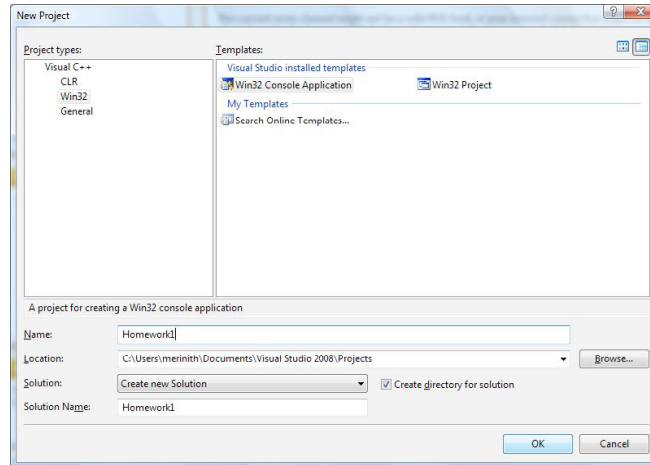 New Project
Project types:
Templates:
Visual C++
CLR
Win32
General
Visual Studio installed templates
Win32 Console Application
Win32 Project
My Templates
Search Online Templates...
A project for creating a Win32 console application
Name:
Homework1
Location:
C:\Users\merinith\Documents\Visual Studio 2008\Projects
Browse...
Solution:
Create new Solution
Create directory for solution
Solution Name:
Homework1
OK
Cancel